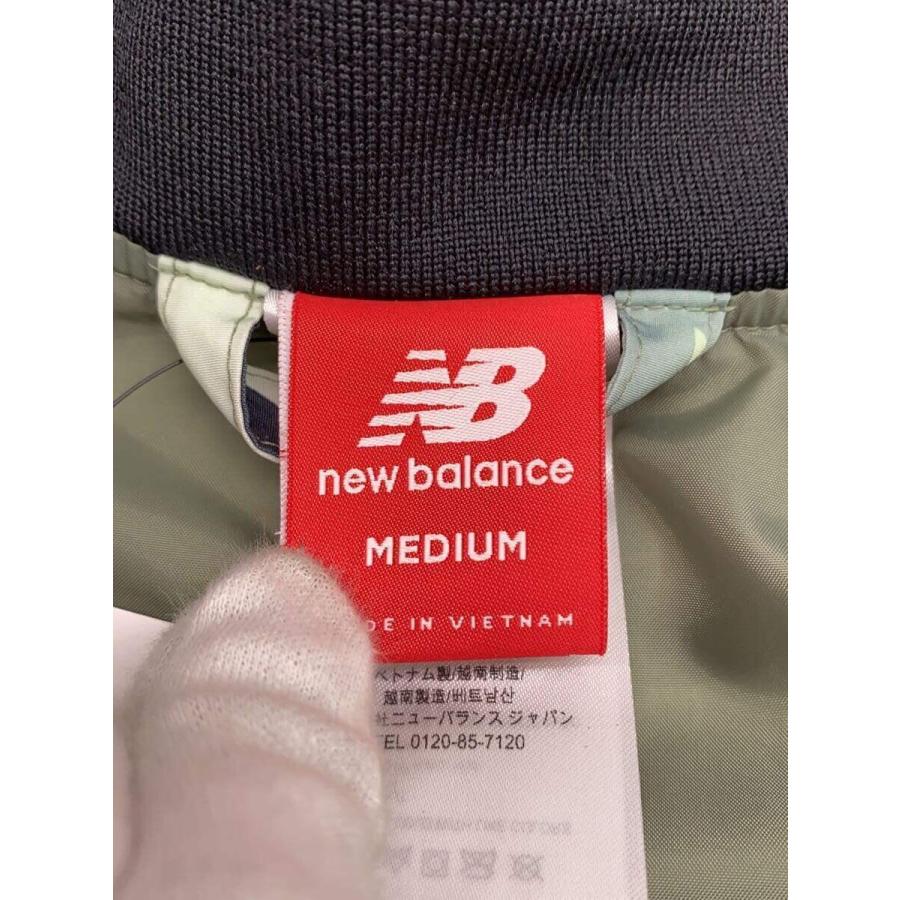 NB
new balance
MEDIUM
DE IN VIETNAM
ベトナム製/越南制造/
越南製造/베트남산
社ニューバランス ジャパン
TEL 0120-85-7120